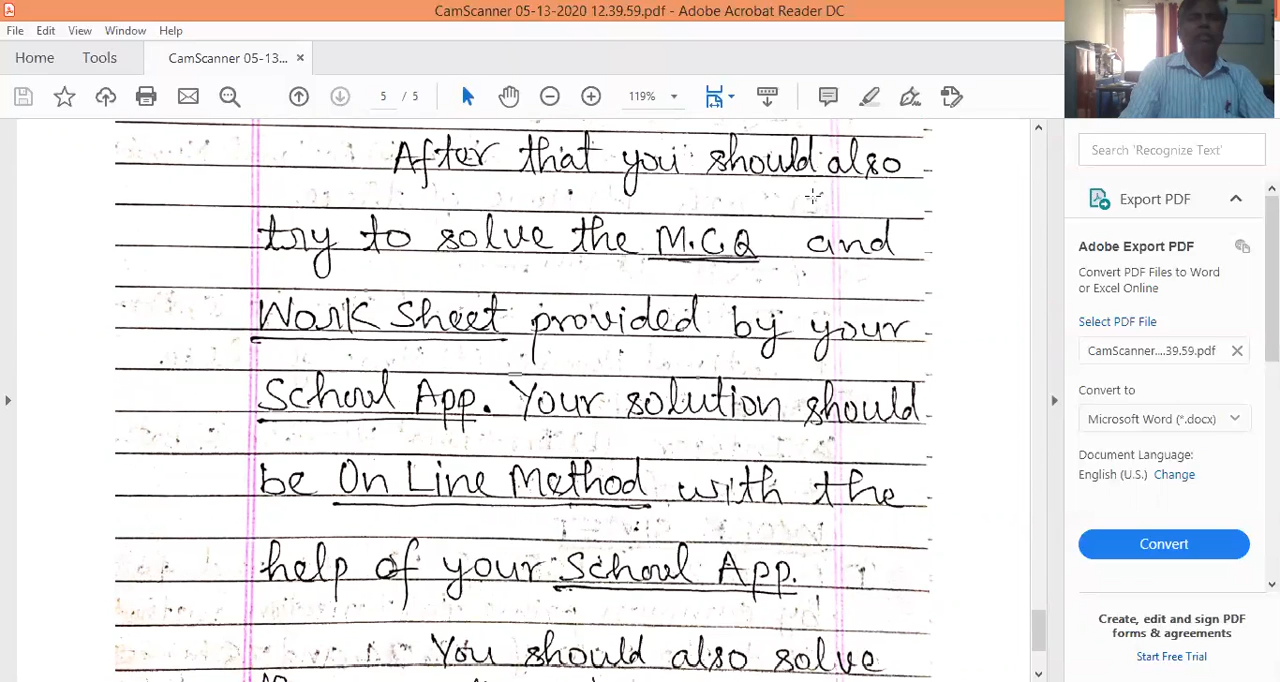 CamScanner 05-13-2020 12.39.59.pdf - Adobe Acrobat Reader DC
File Edit View Window Help
Home Tools CamScanner 05-13... ×
5 / 5 119%
After that you should also
try to solve the M.C.Q and
Work Sheet provided by your
School App. Your solution should
be On Line Method with the
help of your School App.
You should also solve
Search 'Recognize Text'
Export PDF
Adobe Export PDF
Convert PDF Files to Word
or Excel Online
Select PDF File
CamScanner....39.59.pdf ×
Convert to
Microsoft Word (*.docx)
Document Language:
English (U.S.) Change
Convert
Create, edit and sign PDF
forms & agreements
Start Free Trial